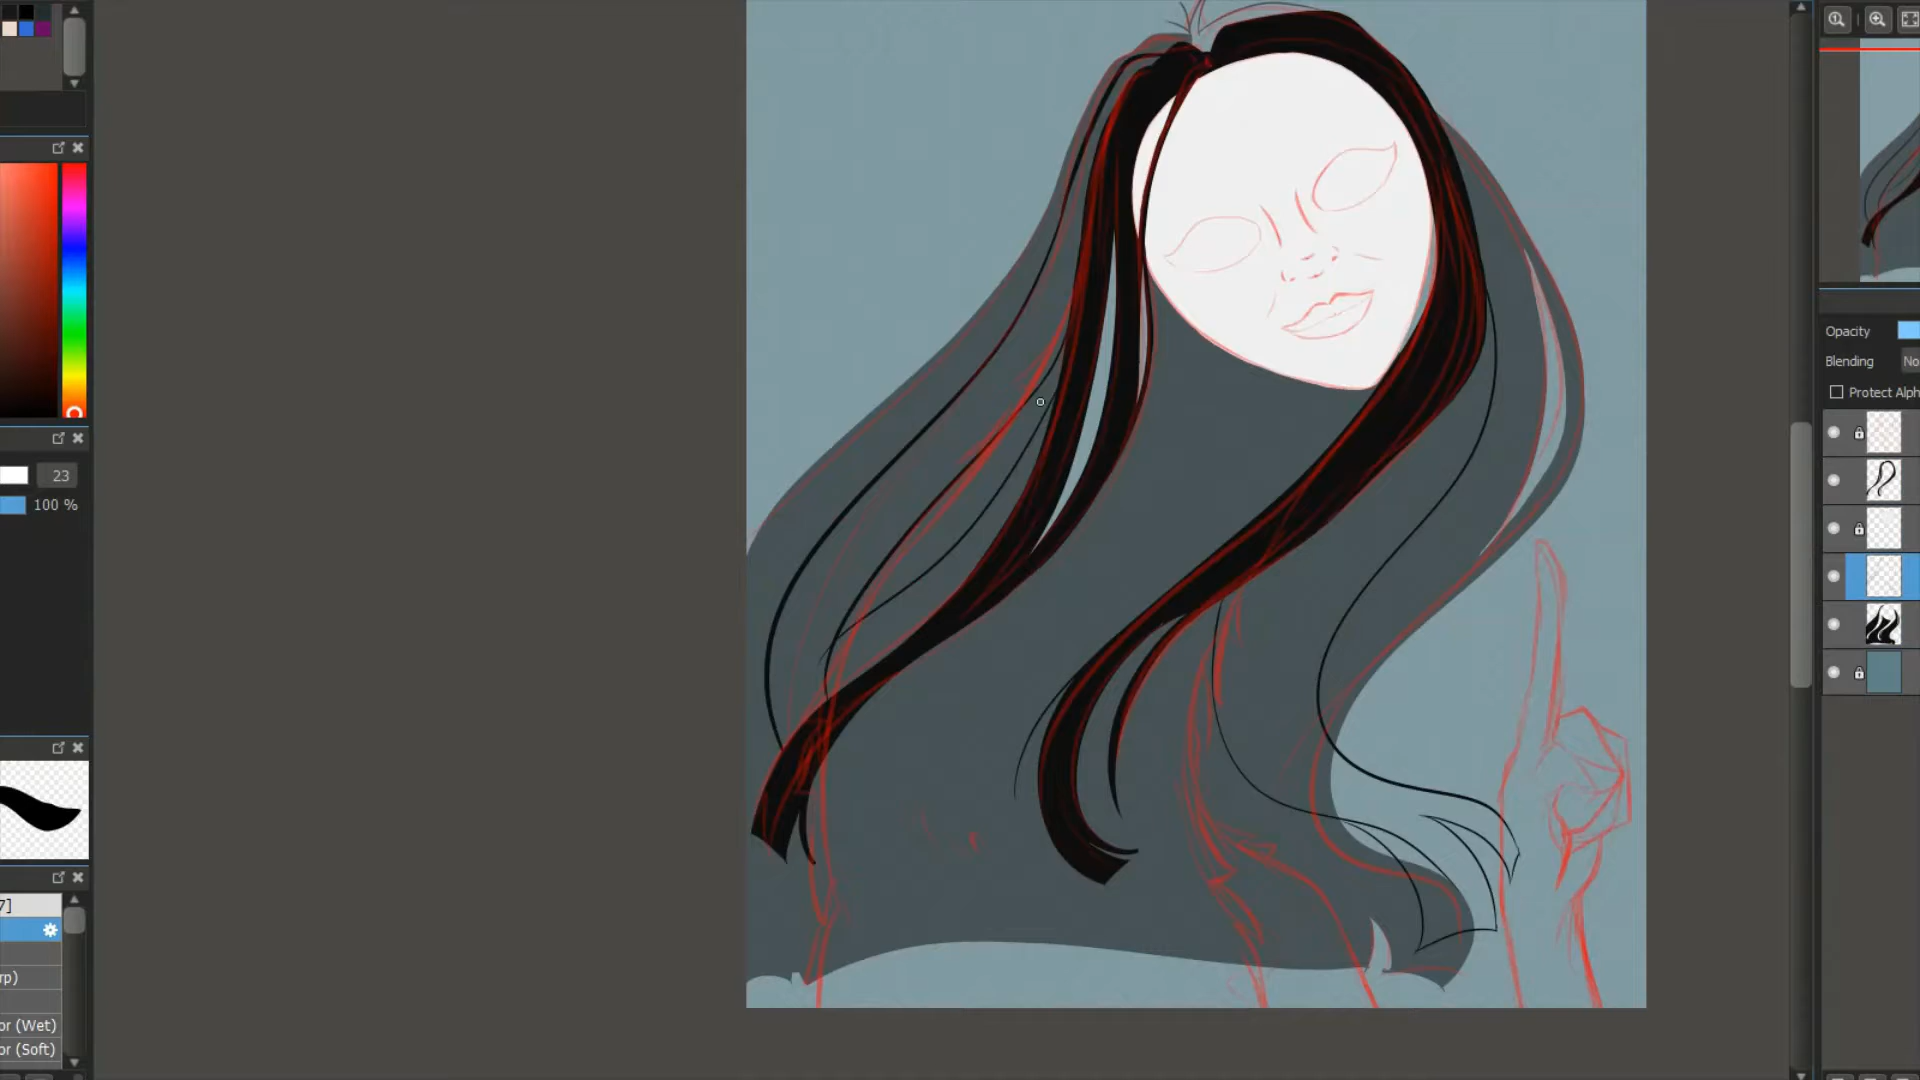 23
100 %
7]
rp)
or (Wet)
or (Soft)
Opacity
Blending
No
Protect Alph